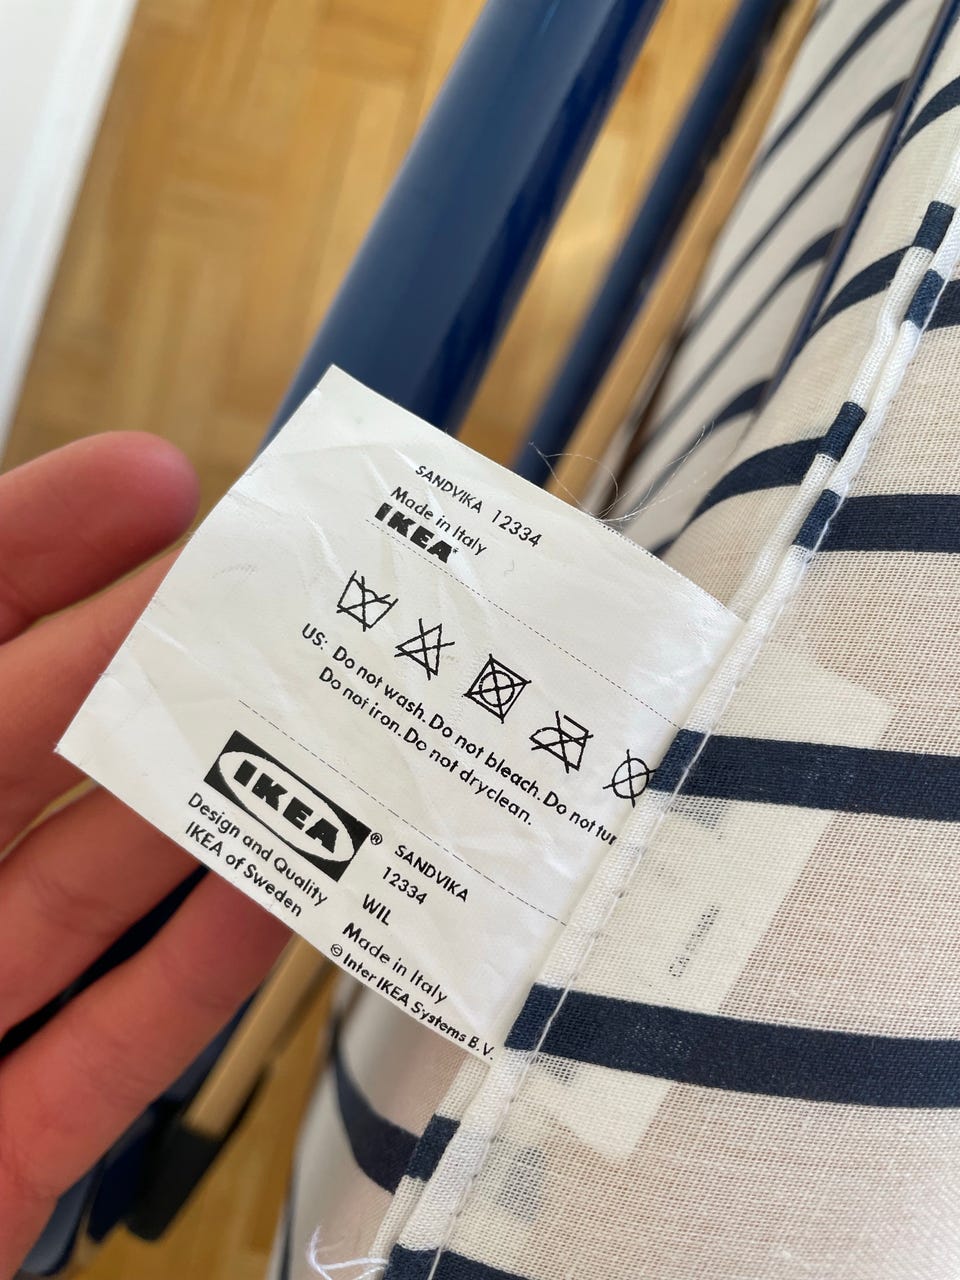 SANDVIKA 12334
Made in Italy
IKEA
US: Do not wash. Do not bleach. Do not tur
Do not iron. Do not dryclean.
IKEA®
Design and Quality
IKEA of Sweden
SANDVIKA
12334
WIL
Made in Italy
© Inter IKEA Systems B.V.